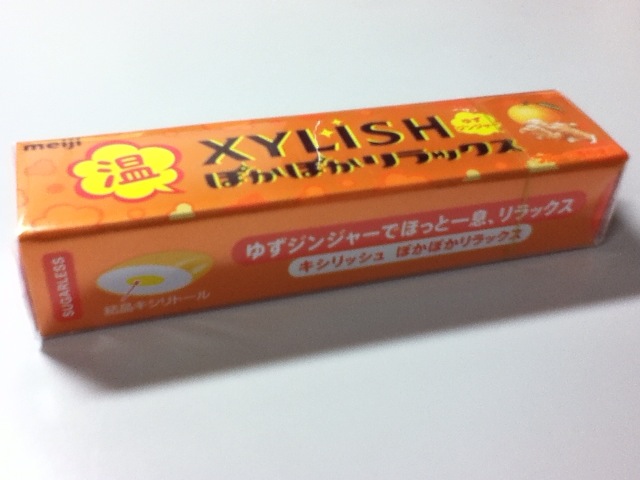 meiji
温
XYLISH
ぽかぽかリラックス
ゆず
ジンジャー
SUGARLESS
結晶キシリトール
ゆずジンジャーでほっと一息、リラックス
キシリッシュ ぽかぽかリラックス